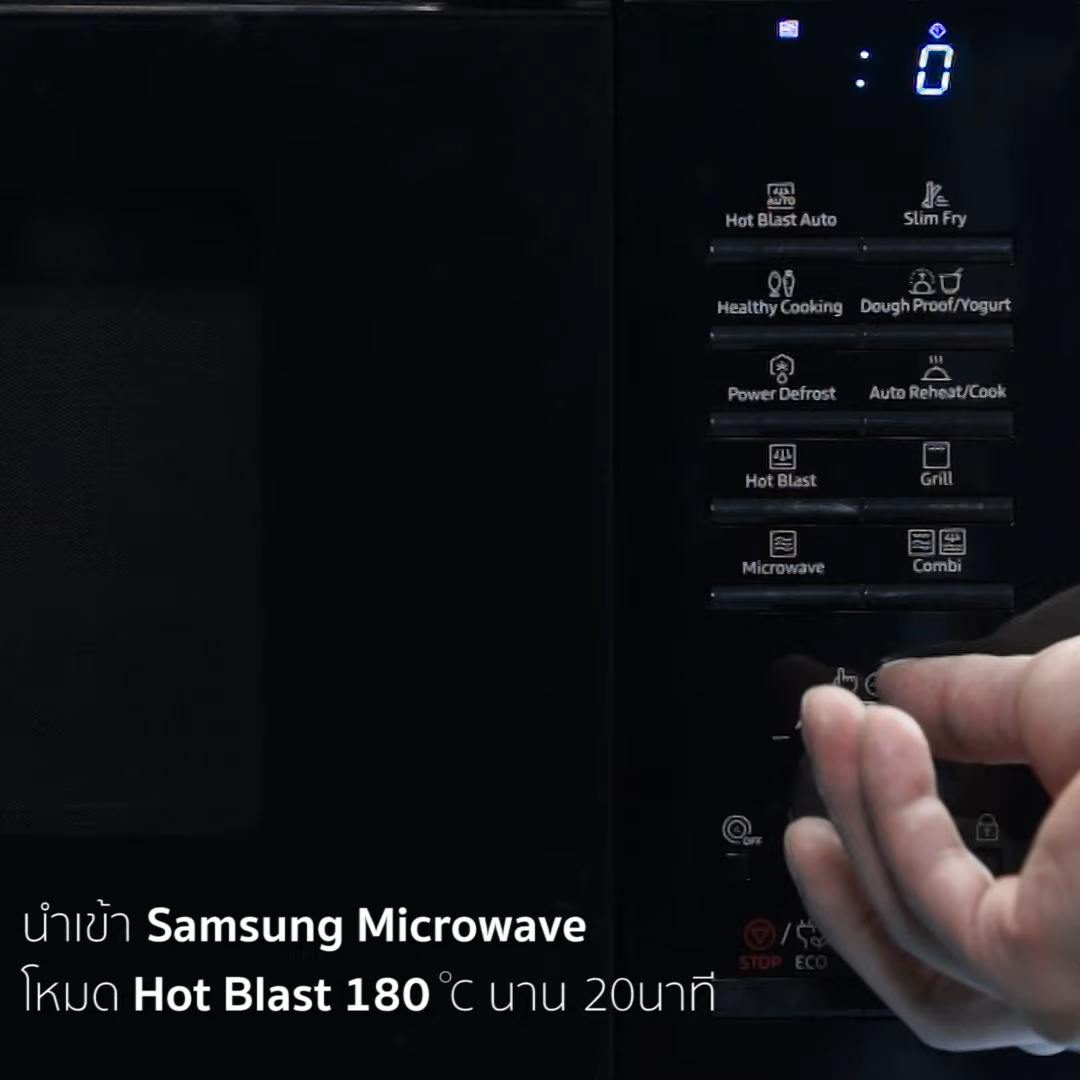 : 0
AUTO
Hot Blast Auto
Slim Fry
Healthy Cooking
Dough Proof/Yogurt
Power Defrost
Auto Reheat/Cook
Hot Blast
Grill
Microwave
Combi
OFF
STOP / ECO
นำเข้า Samsung Microwave
โหมด Hot Blast 180 °C นาน 20นาที